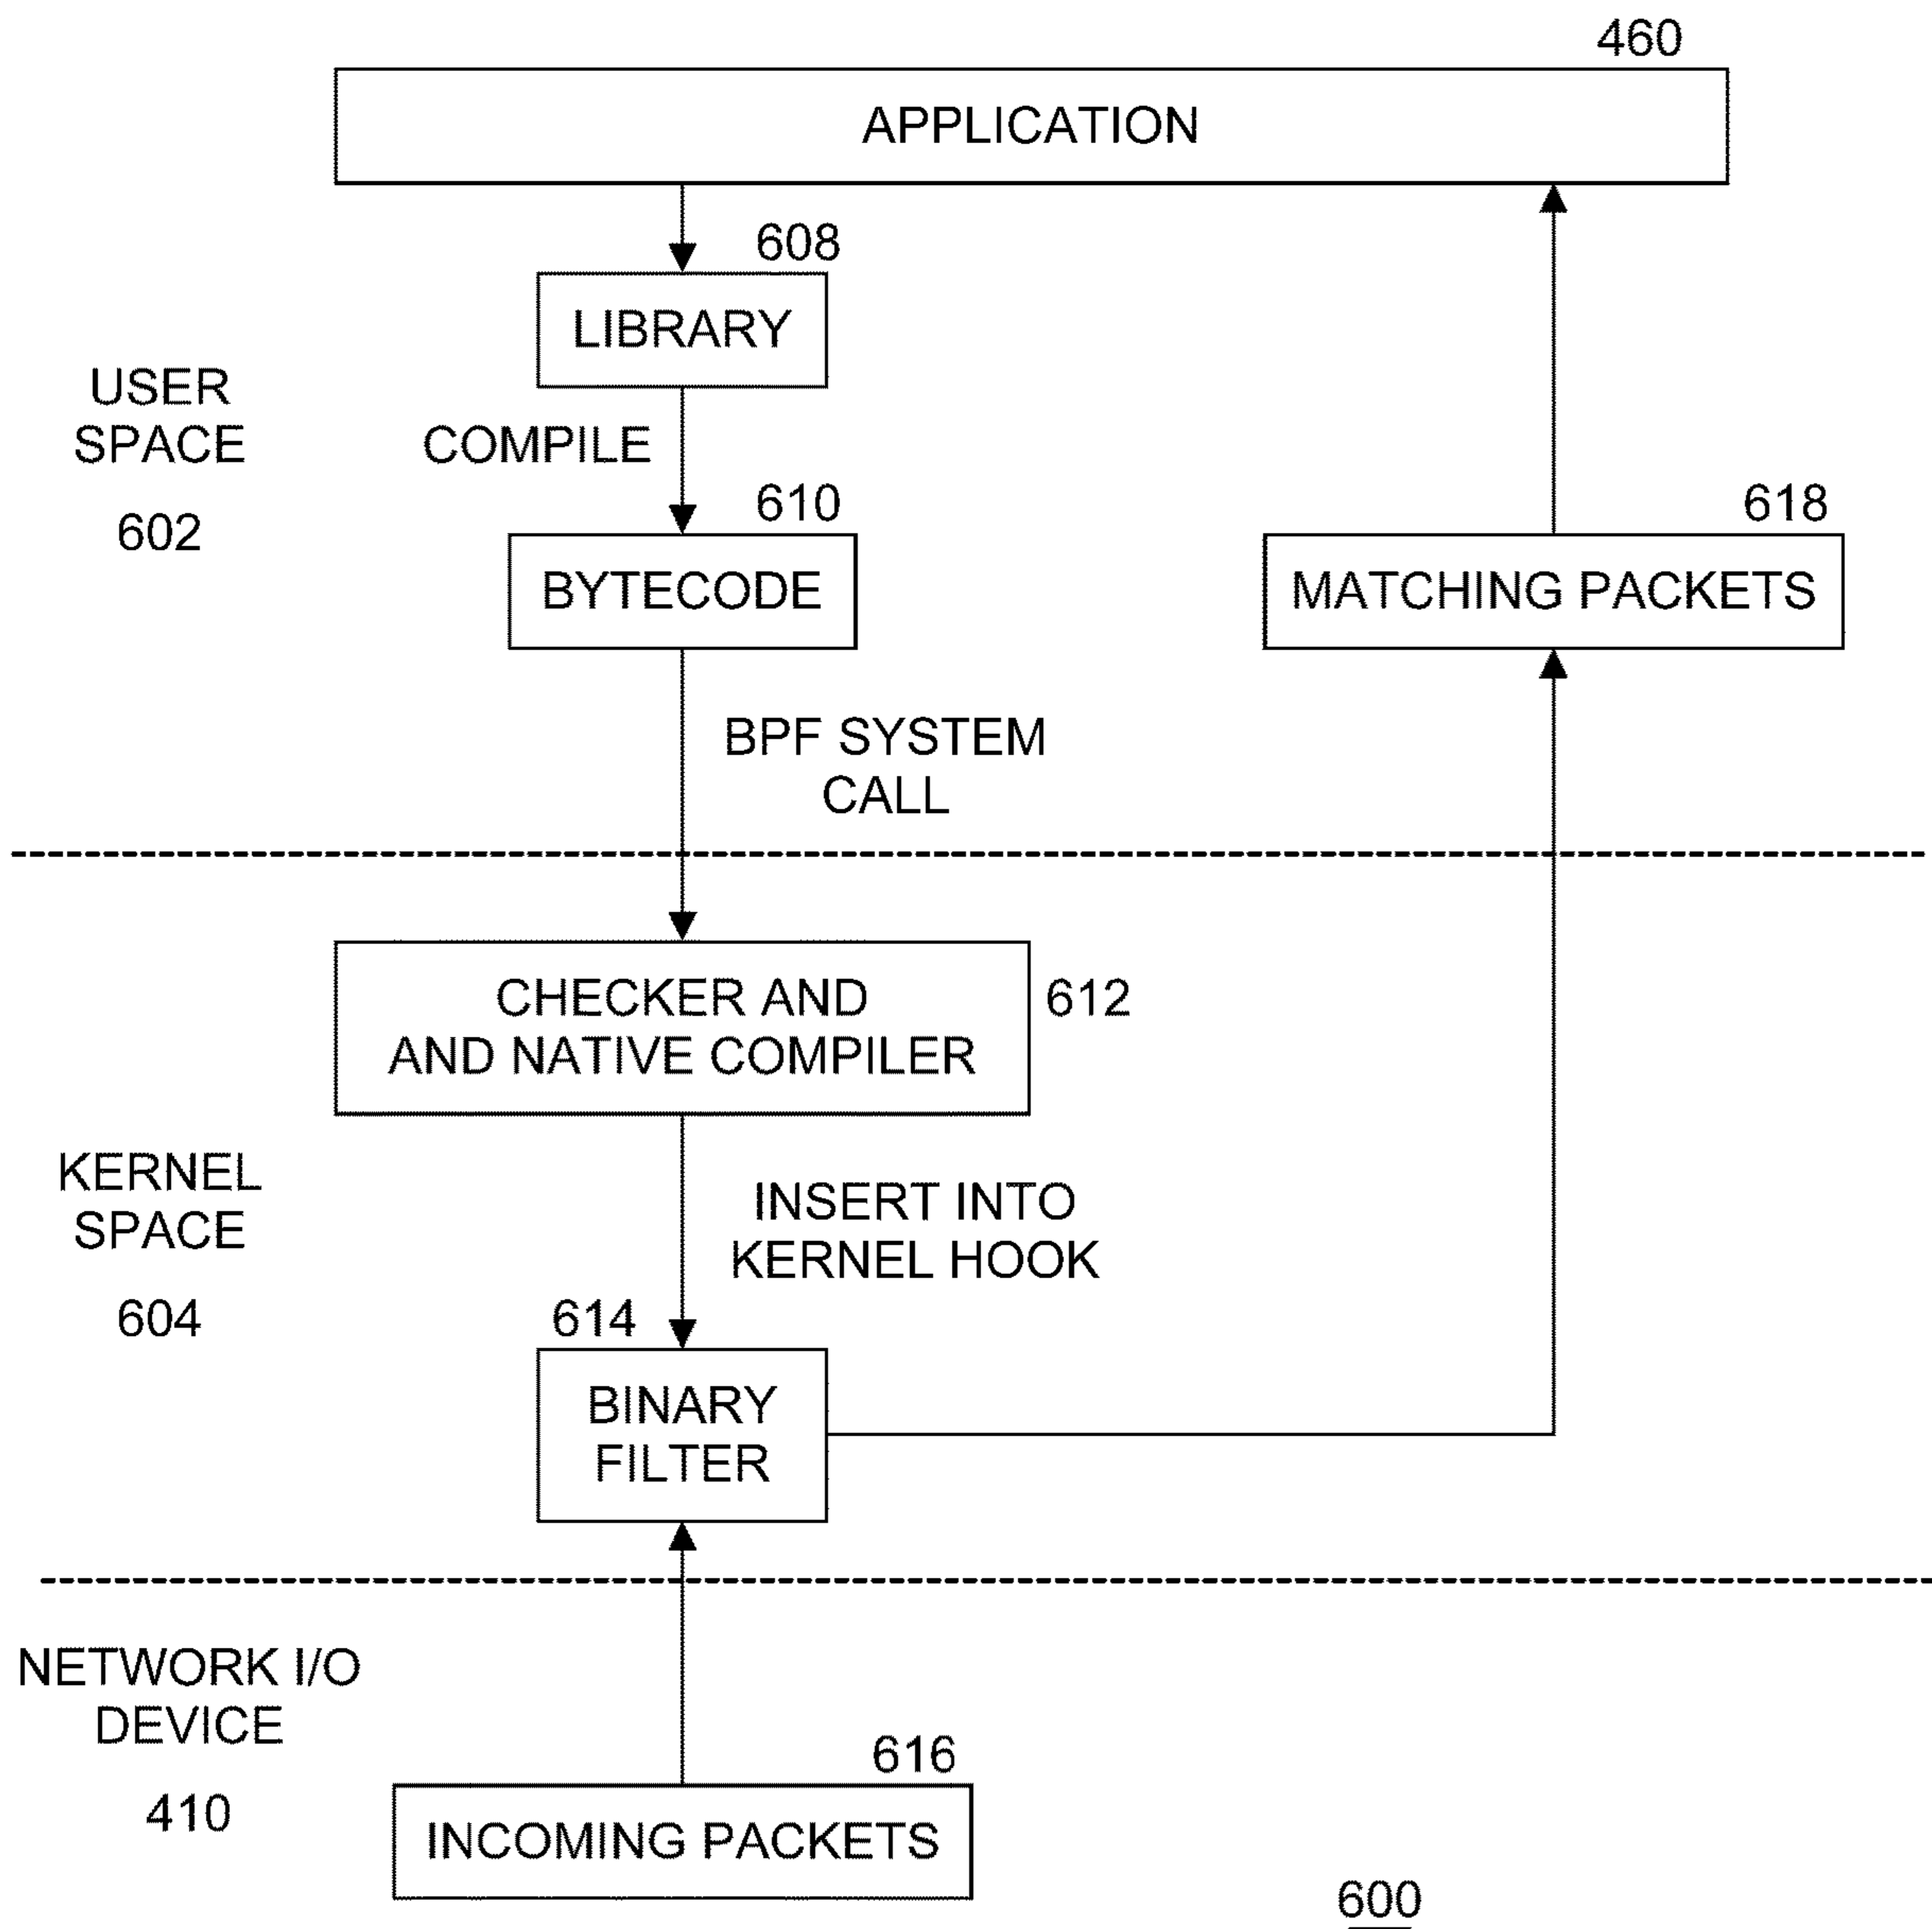 460
APPLICATION
608
LIBRARY
USER
SPACE
602
COMPILE
610
BYTECODE
618
MATCHING PACKETS
BPF SYSTEM
CALL
CHECKER AND
AND NATIVE COMPILER
612
KERNEL
SPACE
604
INSERT INTO
KERNEL HOOK
614
BINARY
FILTER
NETWORK I/O
DEVICE
410
616
INCOMING PACKETS
600